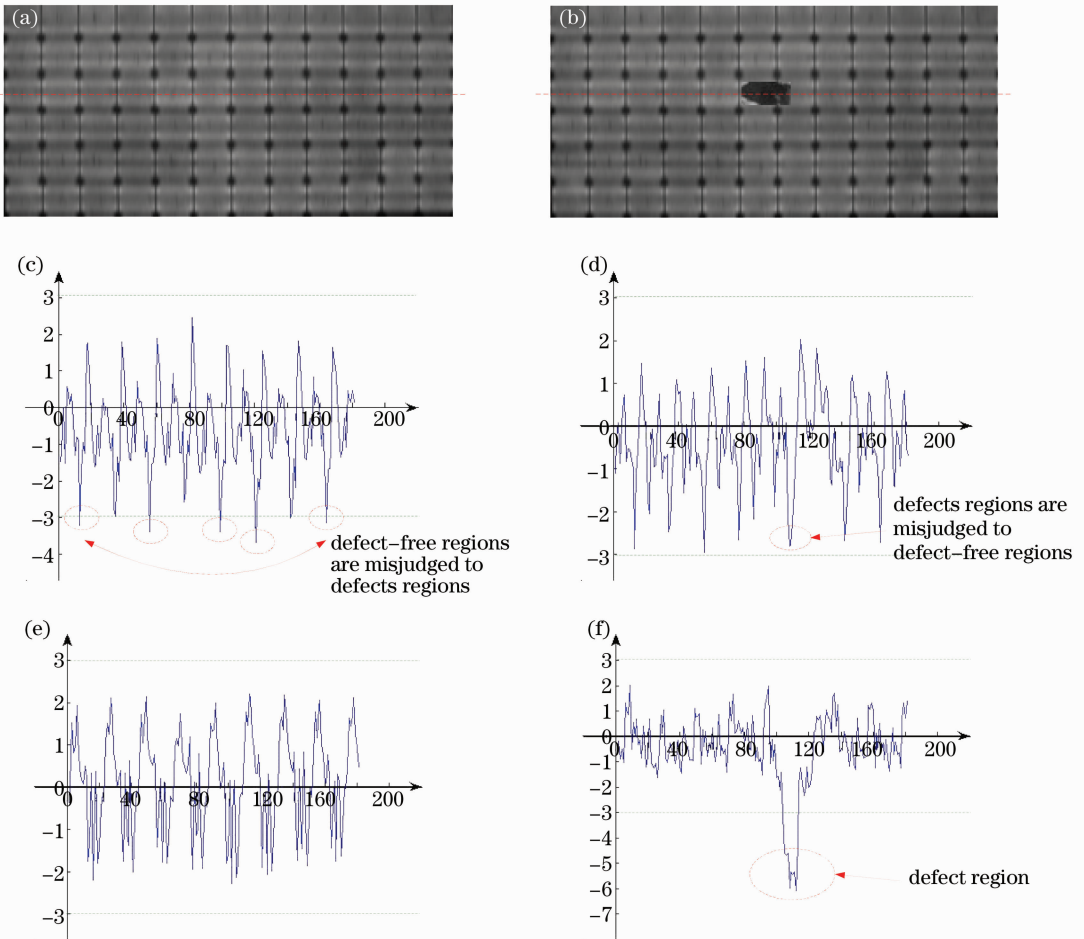 (a)
(b)
(c)
3
2
1
0
0 40 80 120 160 200
-1
-2
-3
-4
defect-free regions
are misjudged to
defects regions
(d)
3
2
1
0
0 40 80 120 160 200
-1
-2
-3
defects regions are
misjudged to
defect-free regions
(e)
3
2
1
0
0 40 80 120 160 200
-1
-2
-3
(f)
3
2
1
0
0 40 80 120 160 200
-1
-2
-3
-4
-5
-6
-7
defect region